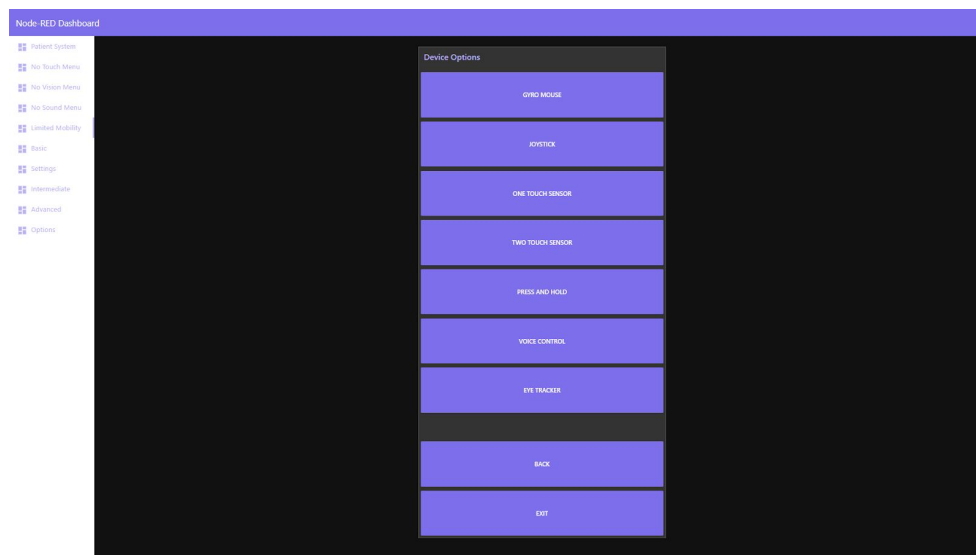 Node-RED Dashboard
Patient System
No Touch Menu
No Vision Menu
No Sound Menu
Limited Mobility
Basic
Settings
Intermediate
Advanced
Options
Device Options
GYRO MOUSE
JOYSTICK
ONE TOUCH SENSOR
TWO TOUCH SENSOR
PRESS AND HOLD
VOICE CONTROL
EYE TRACKER
BACK
EXIT